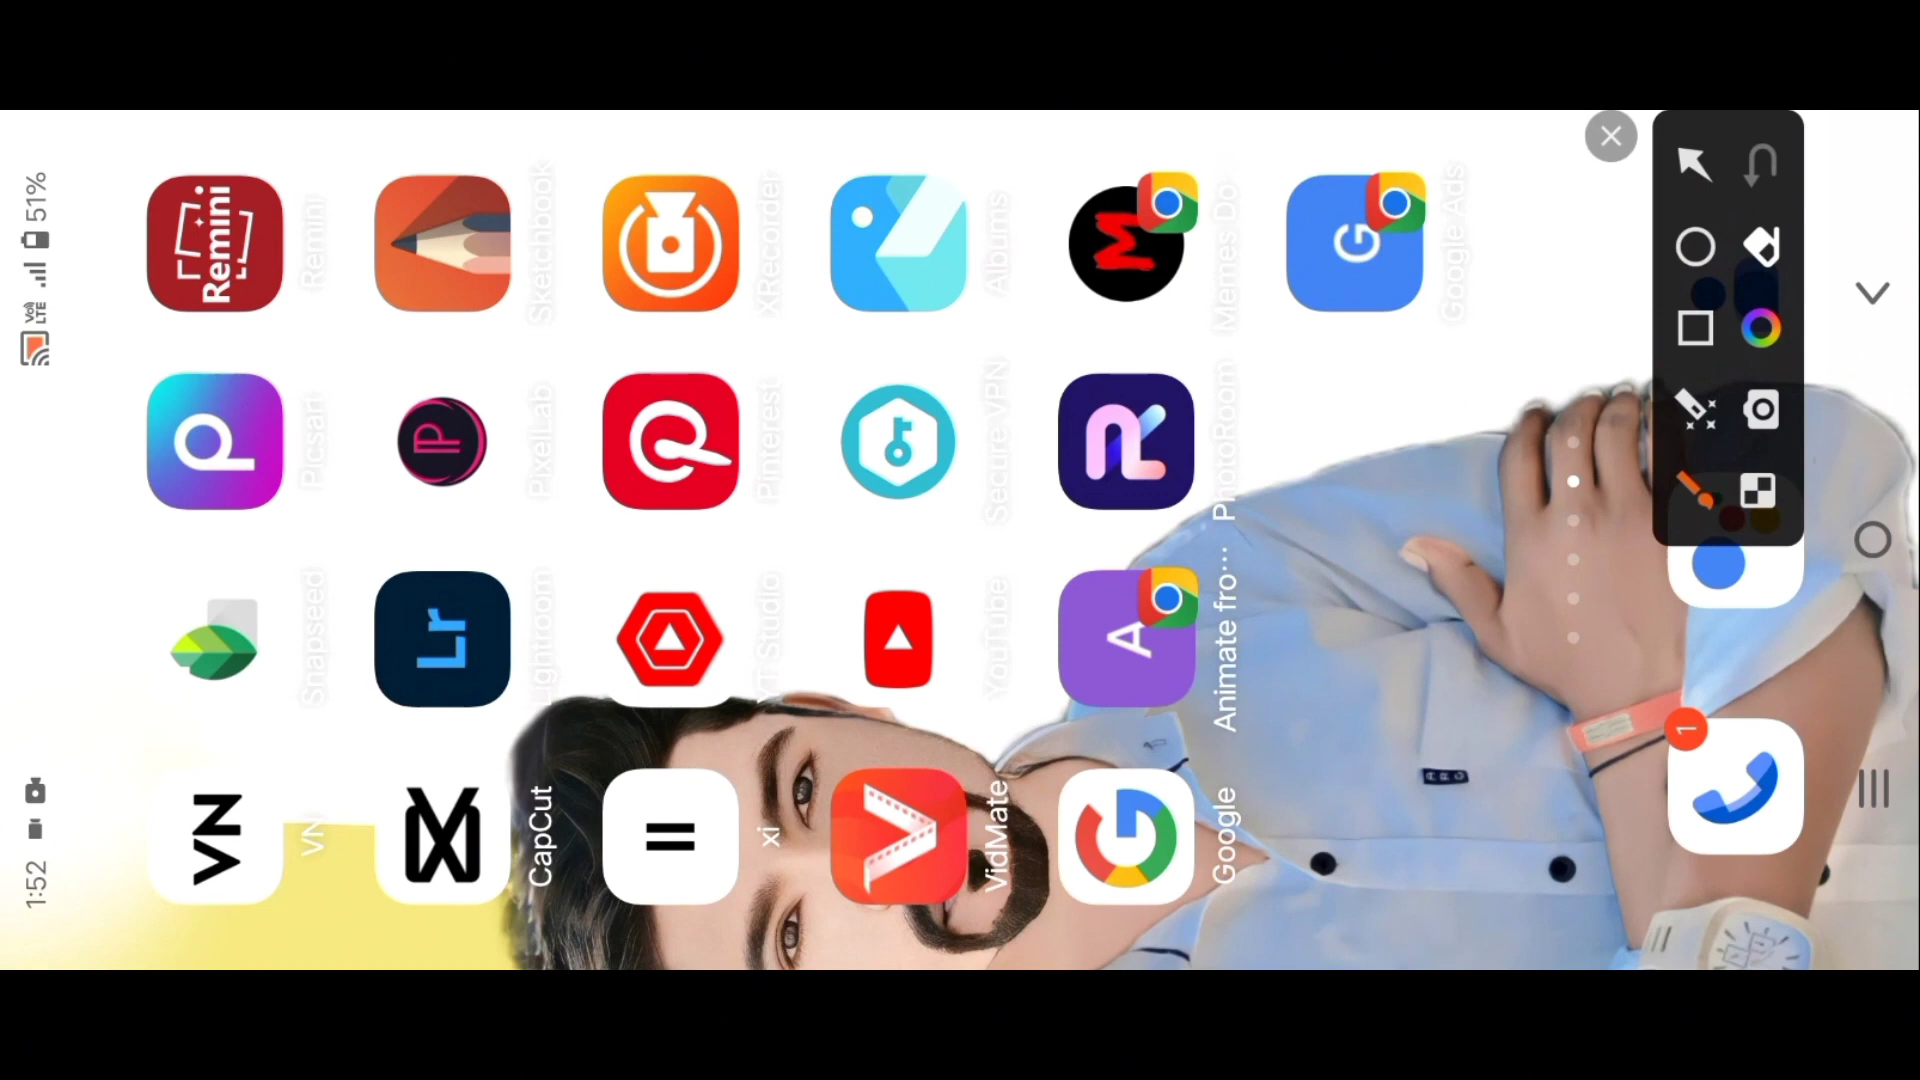 1:52
VoLTE 51%
VN
Snapseed
Picsart
Remini
Remini
CapCut
Lr
Lightroom
PixelLab
Sketchbook
xi
YT Studio
Pinterest
XRecorder
VidMate
YouTube
Secure VPN
Albums
Google
A
Animate fro...
PhotoRoom
M
Memes Do
G
Google Ads
1